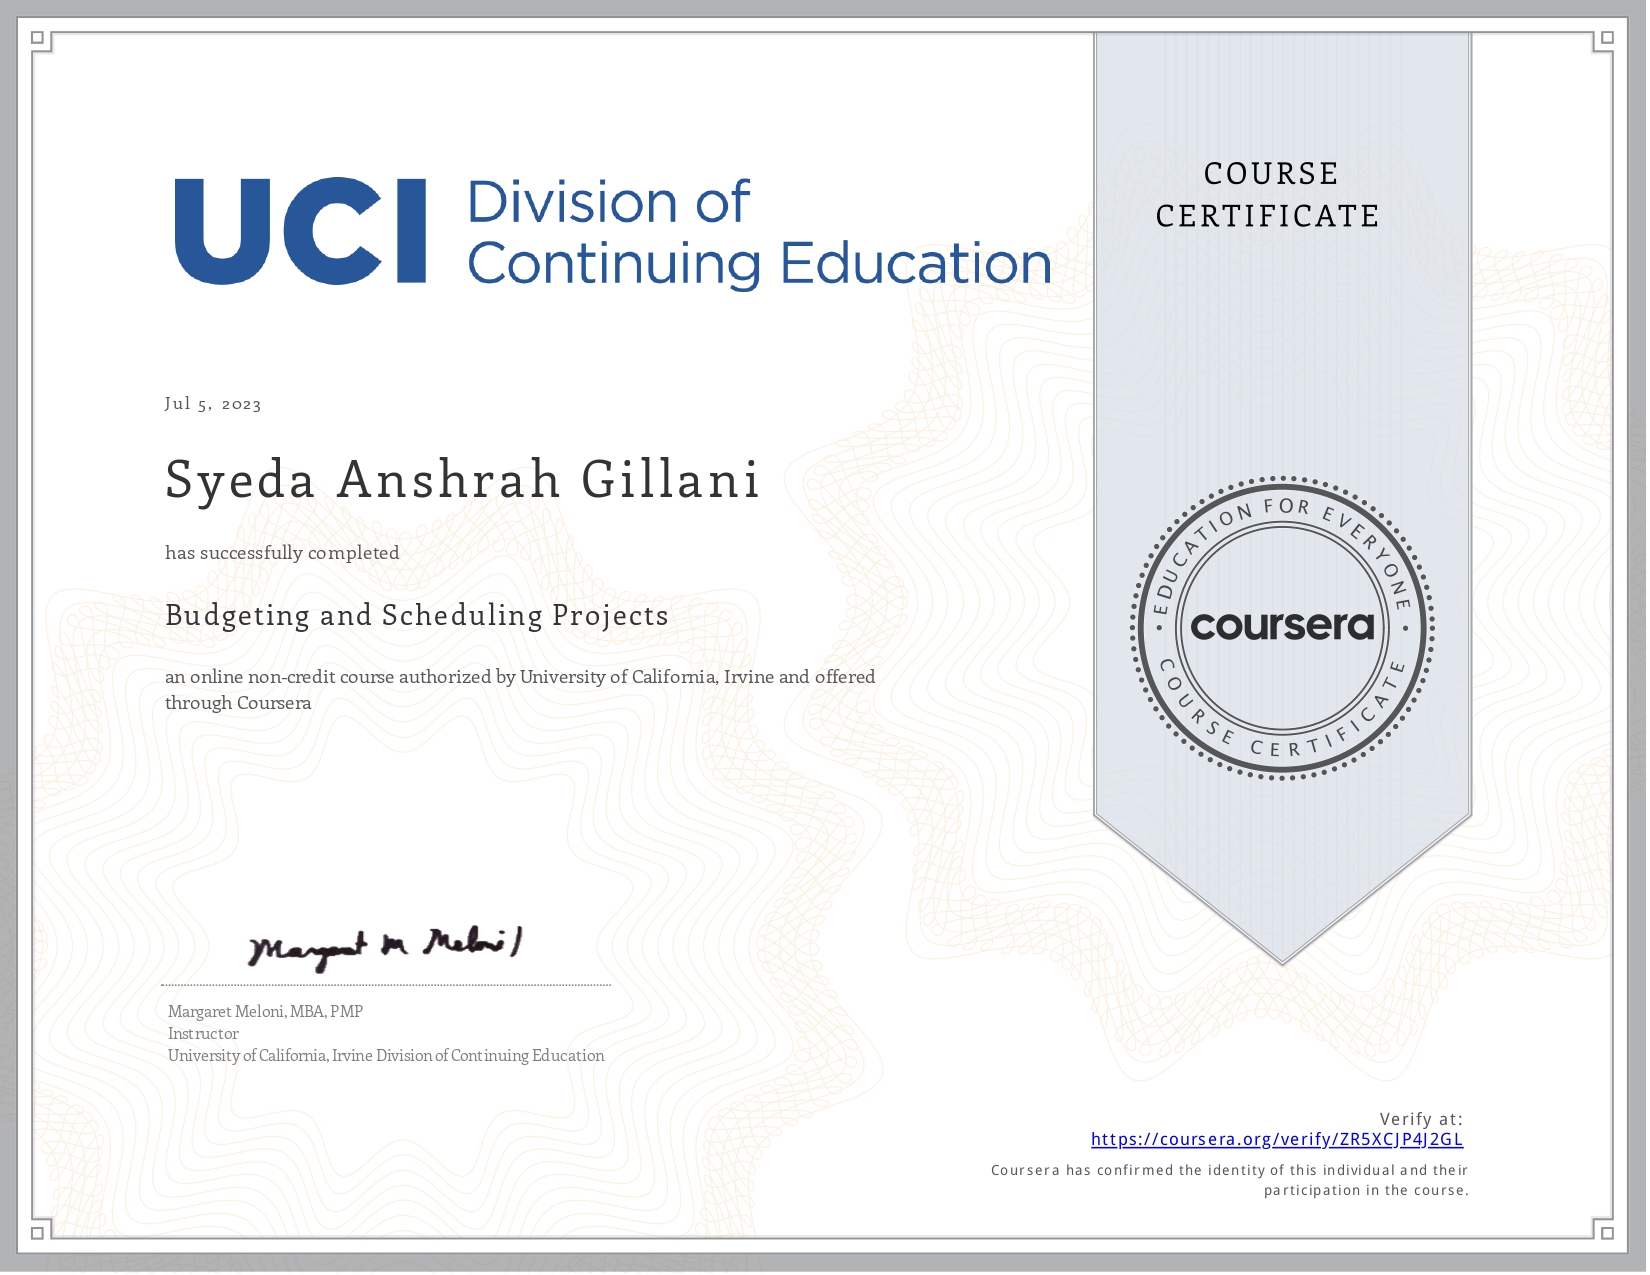 UCI Division of
Continuing Education
COURSE
CERTIFICATE
Jul 5, 2023
Syeda Anshrah Gillani
has successfully completed
Budgeting and Scheduling Projects
an online non-credit course authorized by University of California, Irvine and offered
through Coursera
EDUCATION FOR EVERYONE
coursera
COURSE CERTIFICATE
Margaret M Meloni
Margaret Meloni, MBA, PMP
Instructor
University of California, Irvine Division of Continuing Education
Verify at:
https://coursera.org/verify/ZR5XCJP4J2GL
Coursera has confirmed the identity of this individual and their
participation in the course.